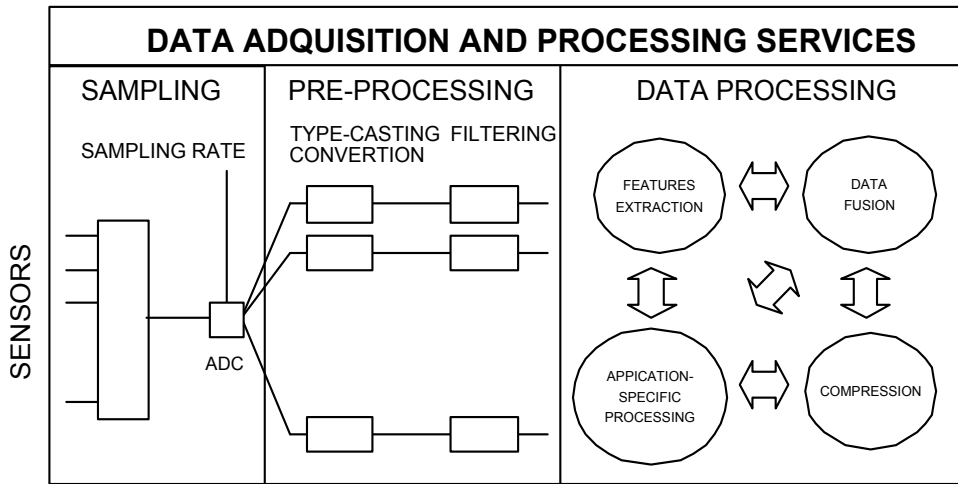 DATA ADQUISITION AND PROCESSING SERVICES
SENSORS
SAMPLING
SAMPLING RATE
ADC
PRE-PROCESSING
TYPE-CASTING
CONVERTION
FILTERING
DATA PROCESSING
FEATURES
EXTRACTION
DATA
FUSION
APPICATION-
SPECIFIC
PROCESSING
COMPRESSION